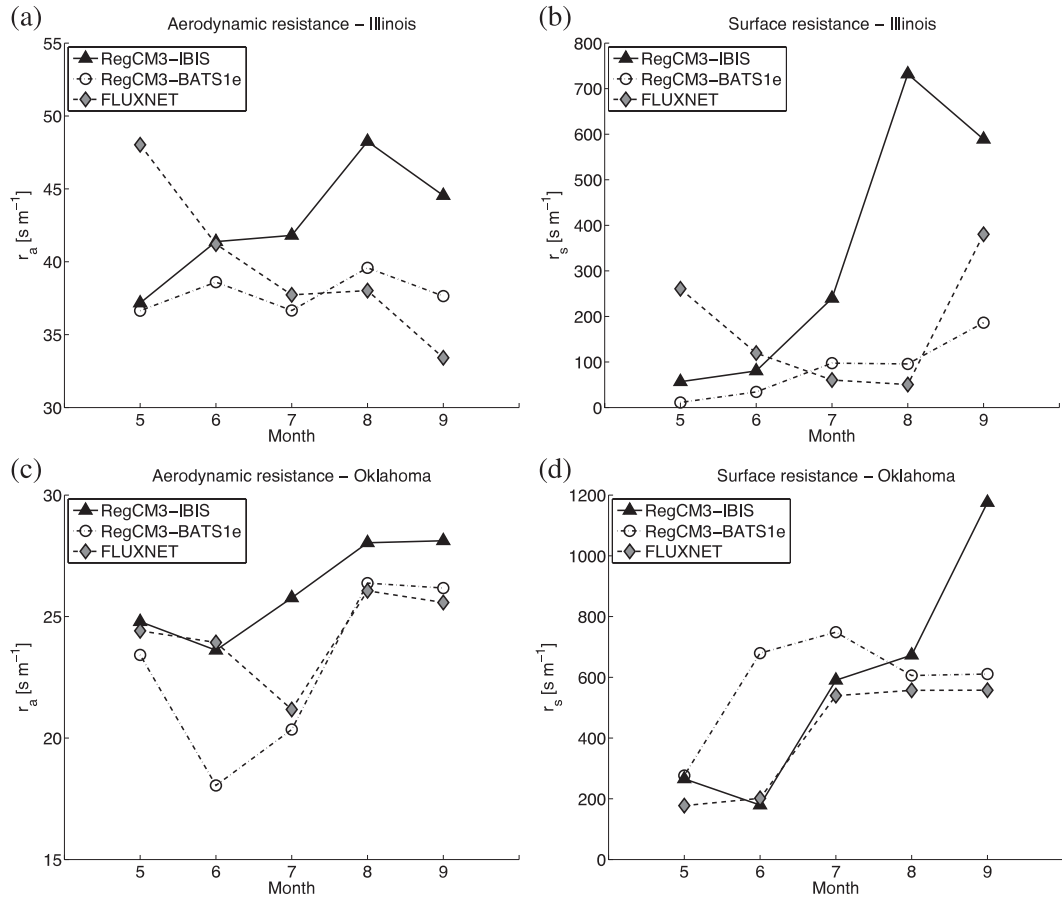 (a)
Aerodynamic resistance – Illinois
55
50
45
40
35
30
r_a [s m⁻¹]
RegCM3–IBIS
RegCM3–BATS1e
FLUXNET
5 6 7 8 9
Month
(b)
Surface resistance – Illinois
800
700
600
500
400
300
200
100
0
r_s [s m⁻¹]
RegCM3–IBIS
RegCM3–BATS1e
FLUXNET
5 6 7 8 9
Month
(c)
Aerodynamic resistance – Oklahoma
30
25
20
15
r_a [s m⁻¹]
RegCM3–IBIS
RegCM3–BATS1e
FLUXNET
5 6 7 8 9
Month
(d)
Surface resistance – Oklahoma
1200
1000
800
600
400
200
0
r_s [s m⁻¹]
RegCM3–IBIS
RegCM3–BATS1e
FLUXNET
5 6 7 8 9
Month